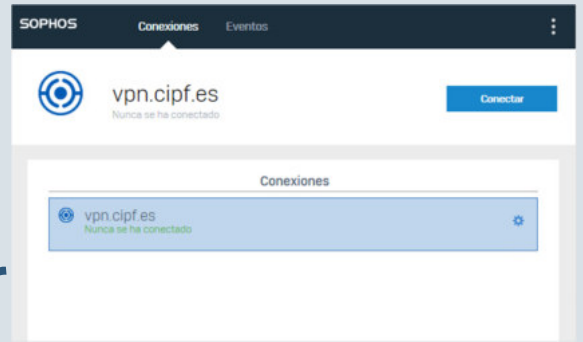 SOPHOS
Conexiones
Eventos
vpn.cipf.es
Nunca se ha conectado
Conectar
Conexiones
vpn.cipf.es
Nunca se ha conectado